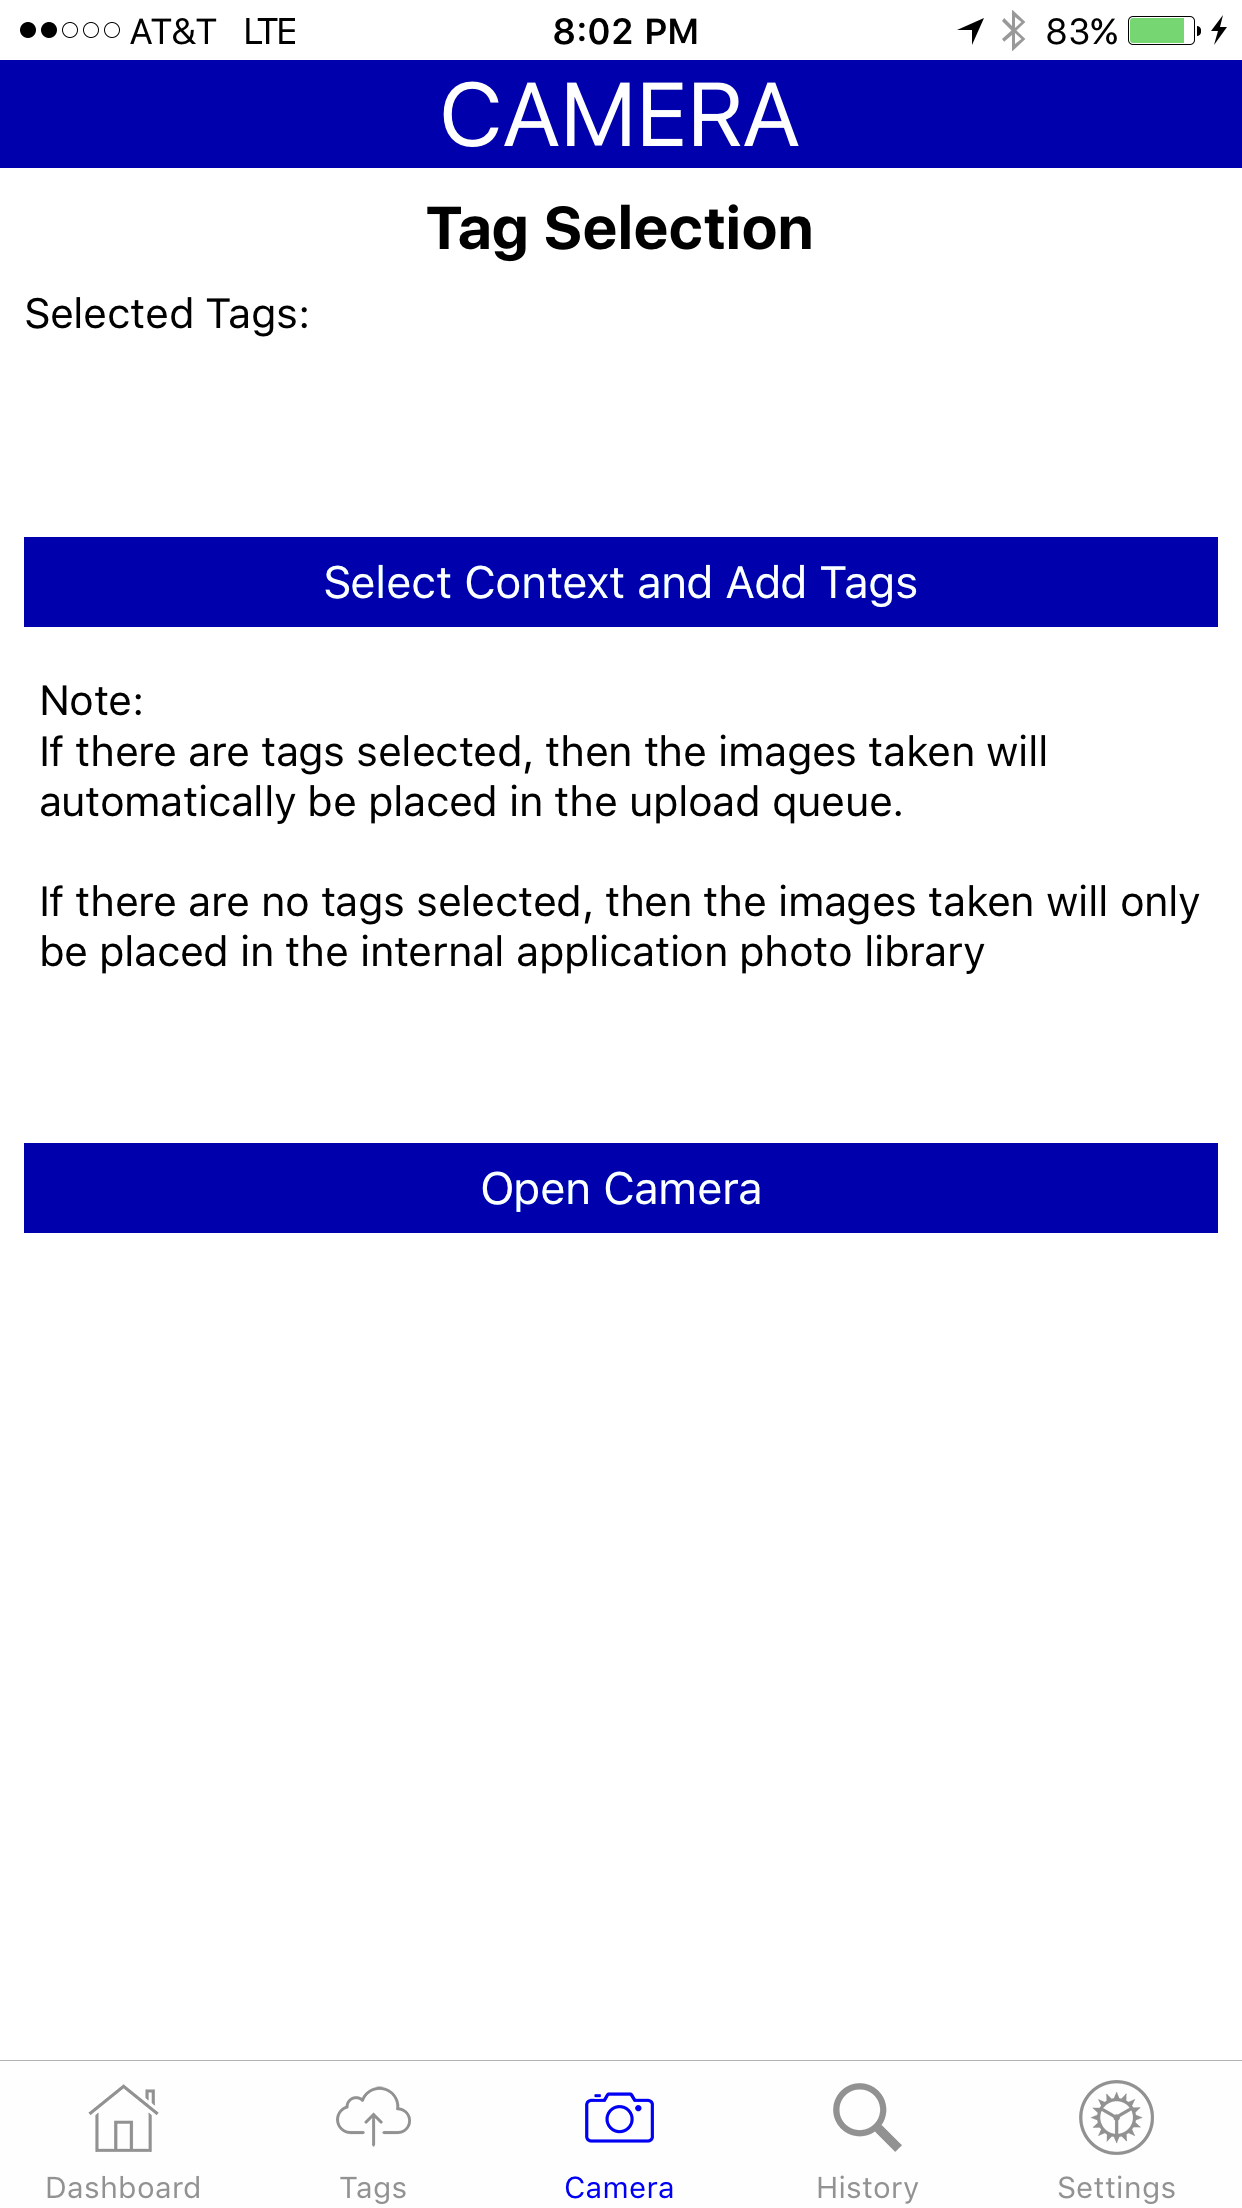 AT&T LTE 8:02 PM 83%
CAMERA
Tag Selection
Selected Tags:
Select Context and Add Tags
Note:
If there are tags selected, then the images taken will
automatically be placed in the upload queue.
If there are no tags selected, then the images taken will only
be placed in the internal application photo library
Open Camera
Dashboard Tags Camera History Settings